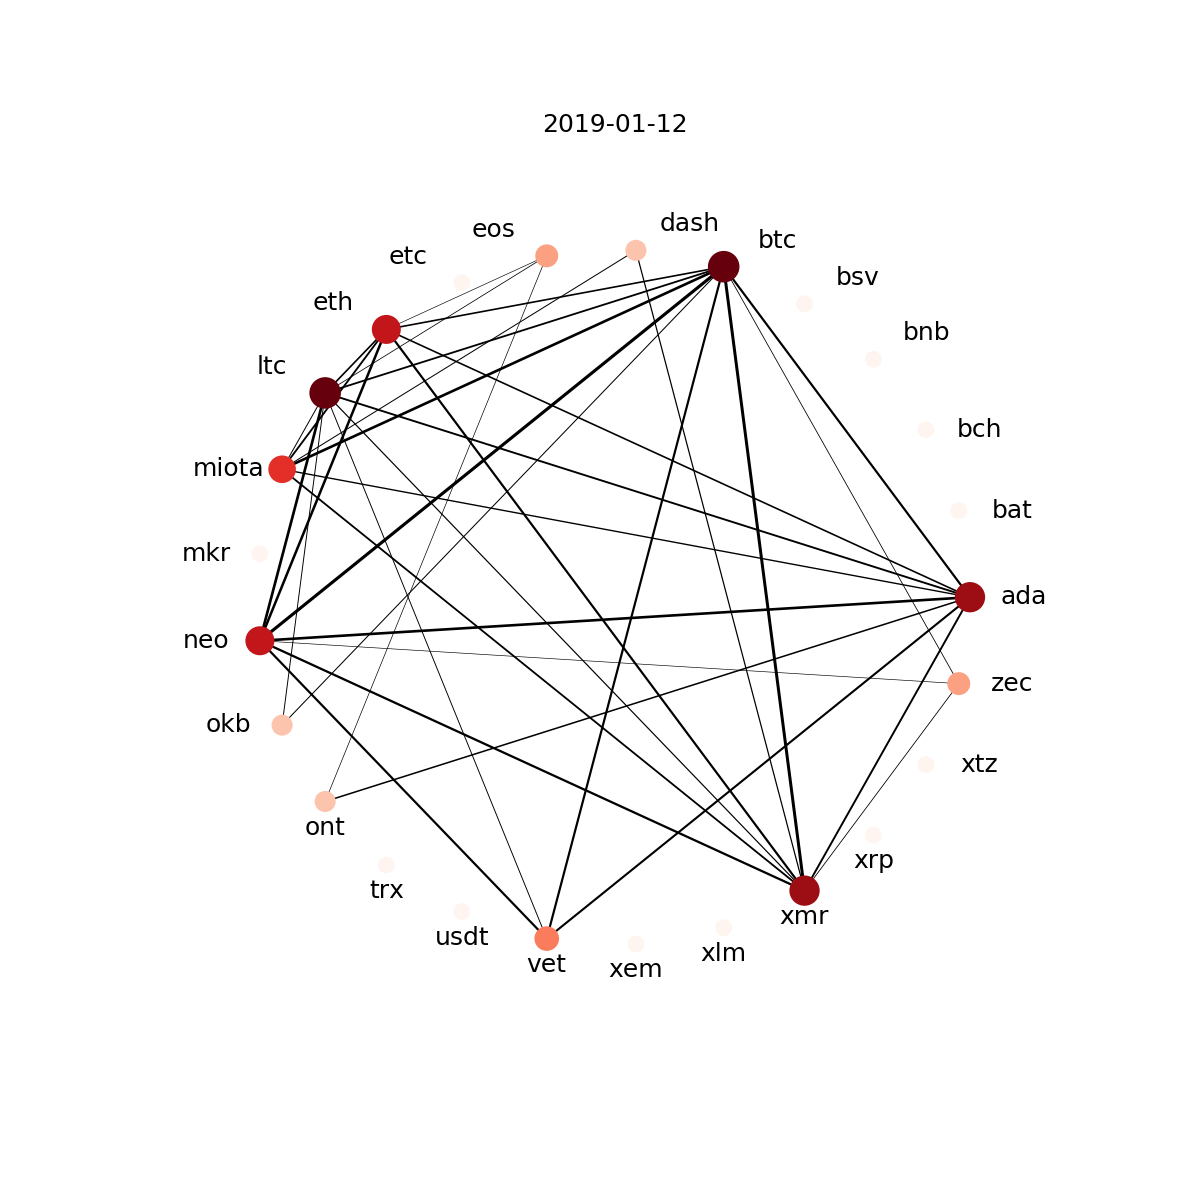 2019-01-12
dash
eos
btc
etc
bsv
eth
bnb
ltc
bch
miota
bat
mkr
ada
neo
zec
okb
xtz
ont
xrp
trx
xmr
usdt
xlm
vet
xem